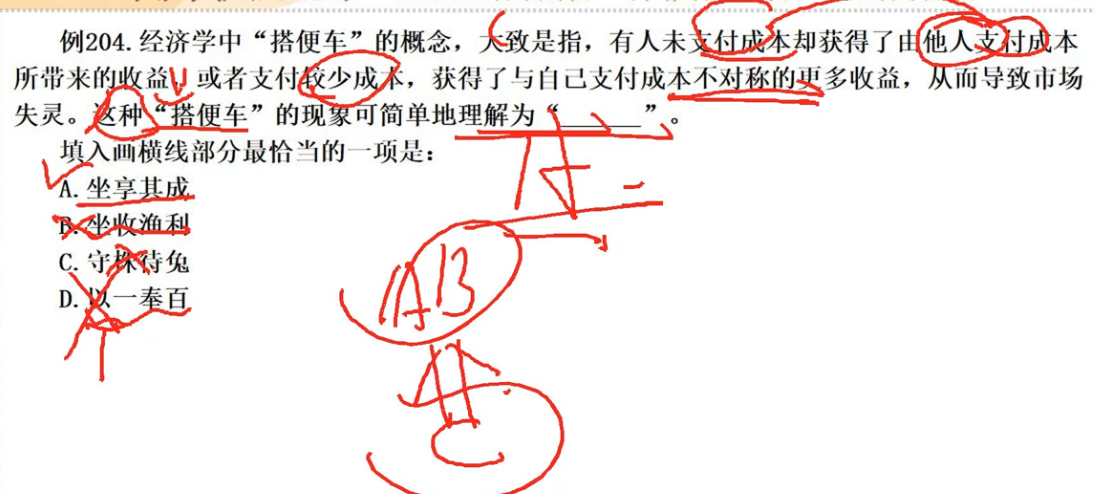 例204.经济学中“搭便车”的概念，大致是指，有人未支付成本却获得了由他人支付成本
所带来的收益，或者支付较少成本，获得了与自己支付成本不对称的更多收益，从而导致市场
失灵。这种“搭便车”的现象可简单地理解为“______”。
填入画横线部分最恰当的一项是：
A.坐享其成
B.坐收渔利
C.守株待兔
D.以一奉百
AB